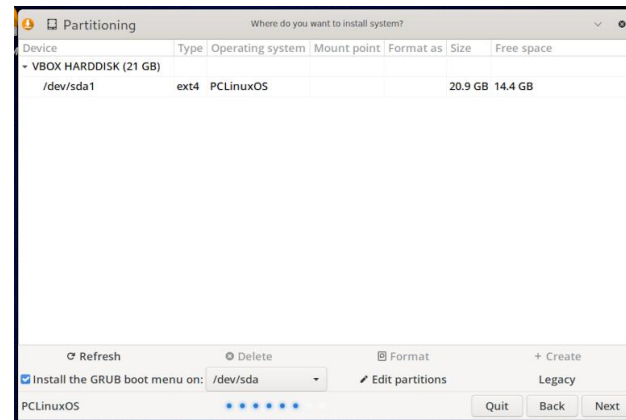 Partitioning Where do you want to install system?
Device Type Operating system Mount point Format as Size Free space
VBOX HARDDISK (21 GB)
/dev/sda1 ext4 PCLinuxOS 20.9 GB 14.4 GB
Refresh Delete Format + Create
Install the GRUB boot menu on: /dev/sda Edit partitions Legacy
PCLinuxOS Quit Back Next